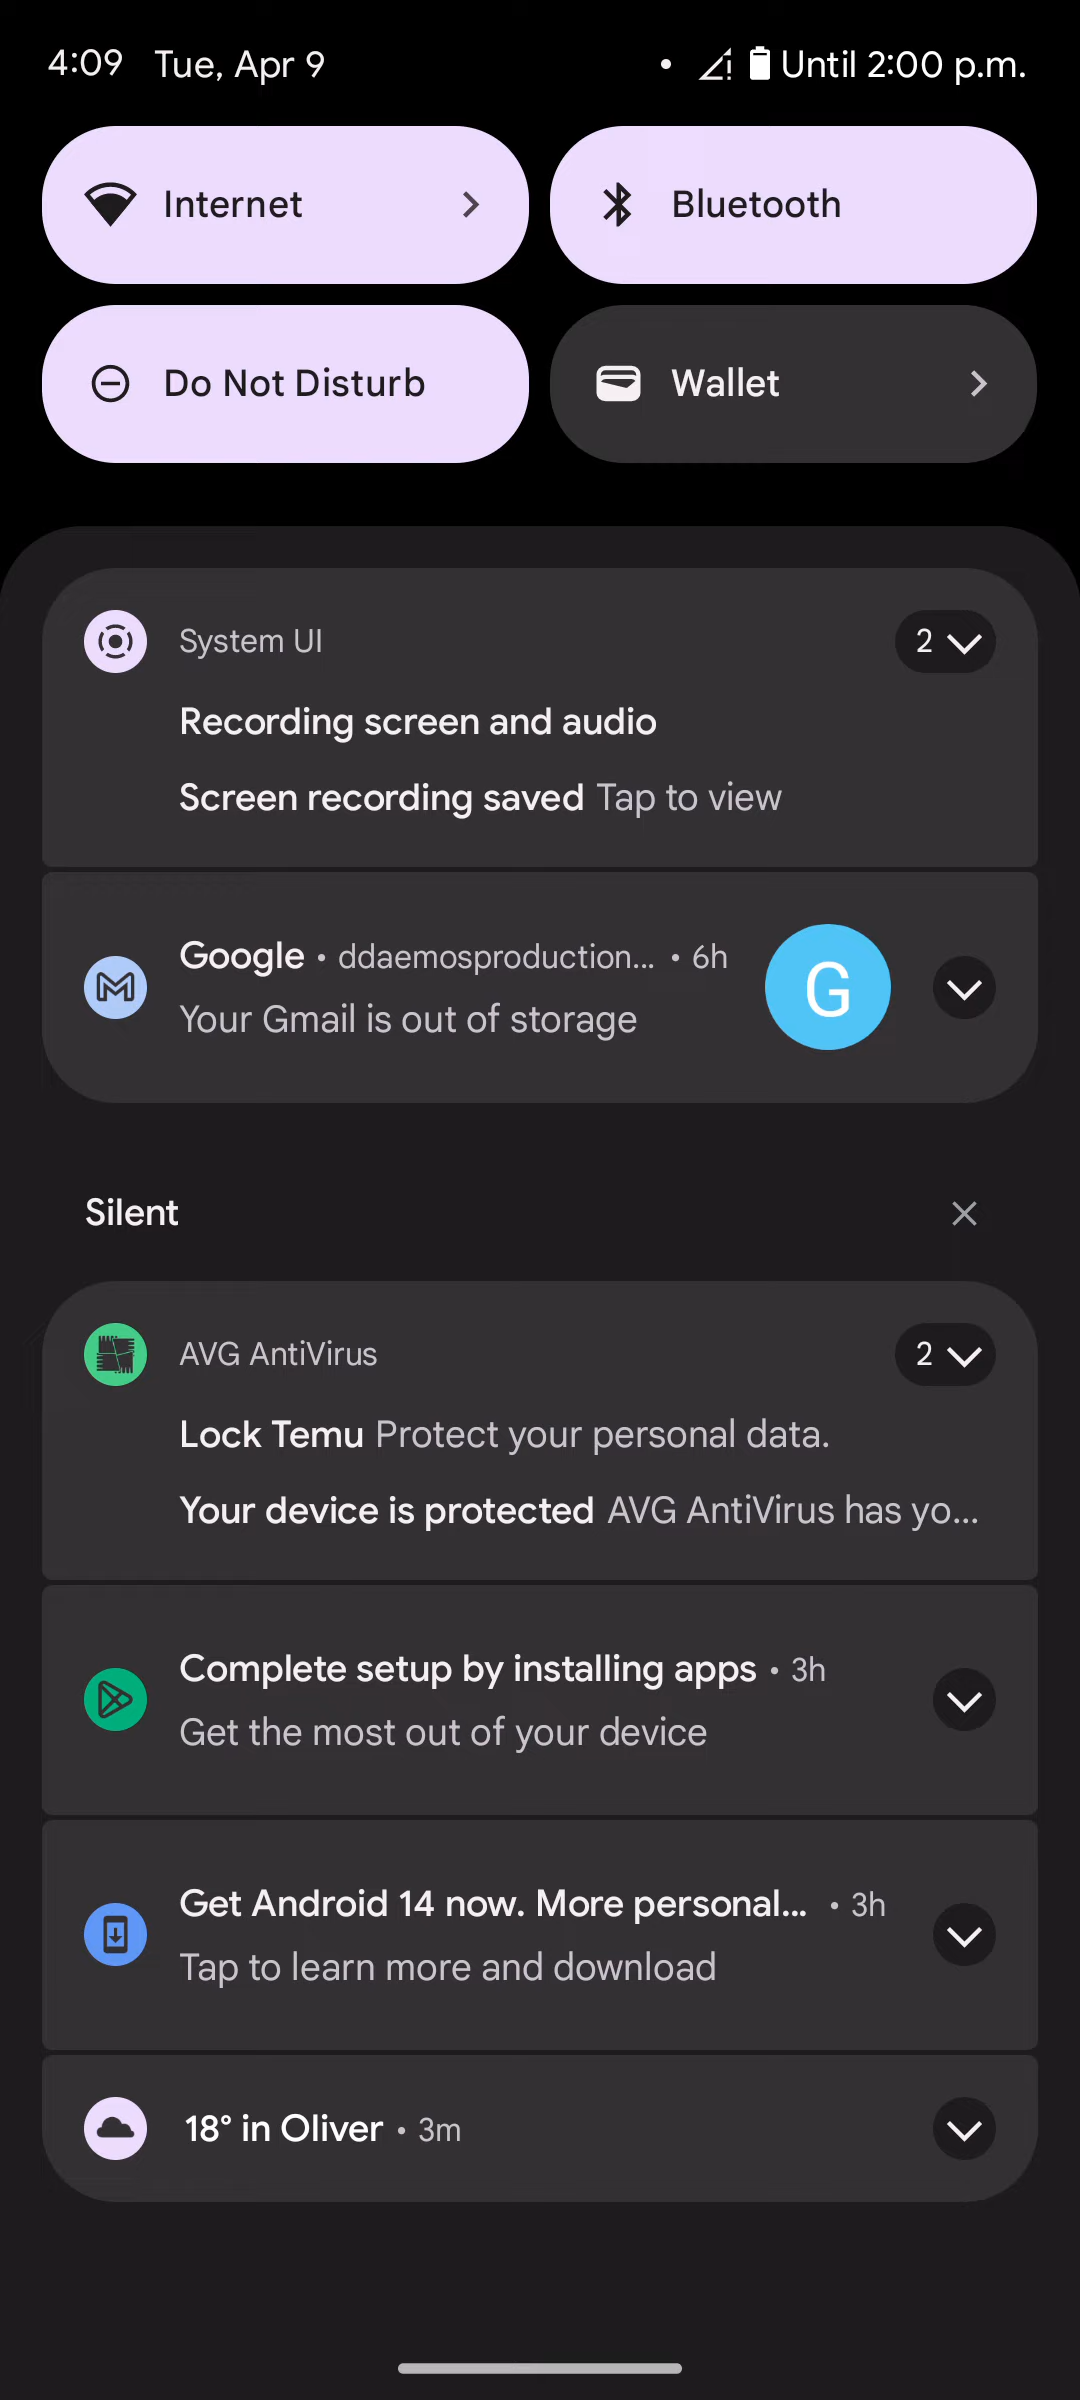 4:09 Tue, Apr 9 Until 2:00 p.m.
Internet Bluetooth
Do Not Disturb Wallet
System UI 2
Recording screen and audio
Screen recording saved Tap to view
Google • ddaemosproduction... • 6h
Your Gmail is out of storage
G
Silent
AVG AntiVirus 2
Lock Temu Protect your personal data.
Your device is protected AVG AntiVirus has yo...
Complete setup by installing apps • 3h
Get the most out of your device
Get Android 14 now. More personal... • 3h
Tap to learn more and download
18° in Oliver • 3m